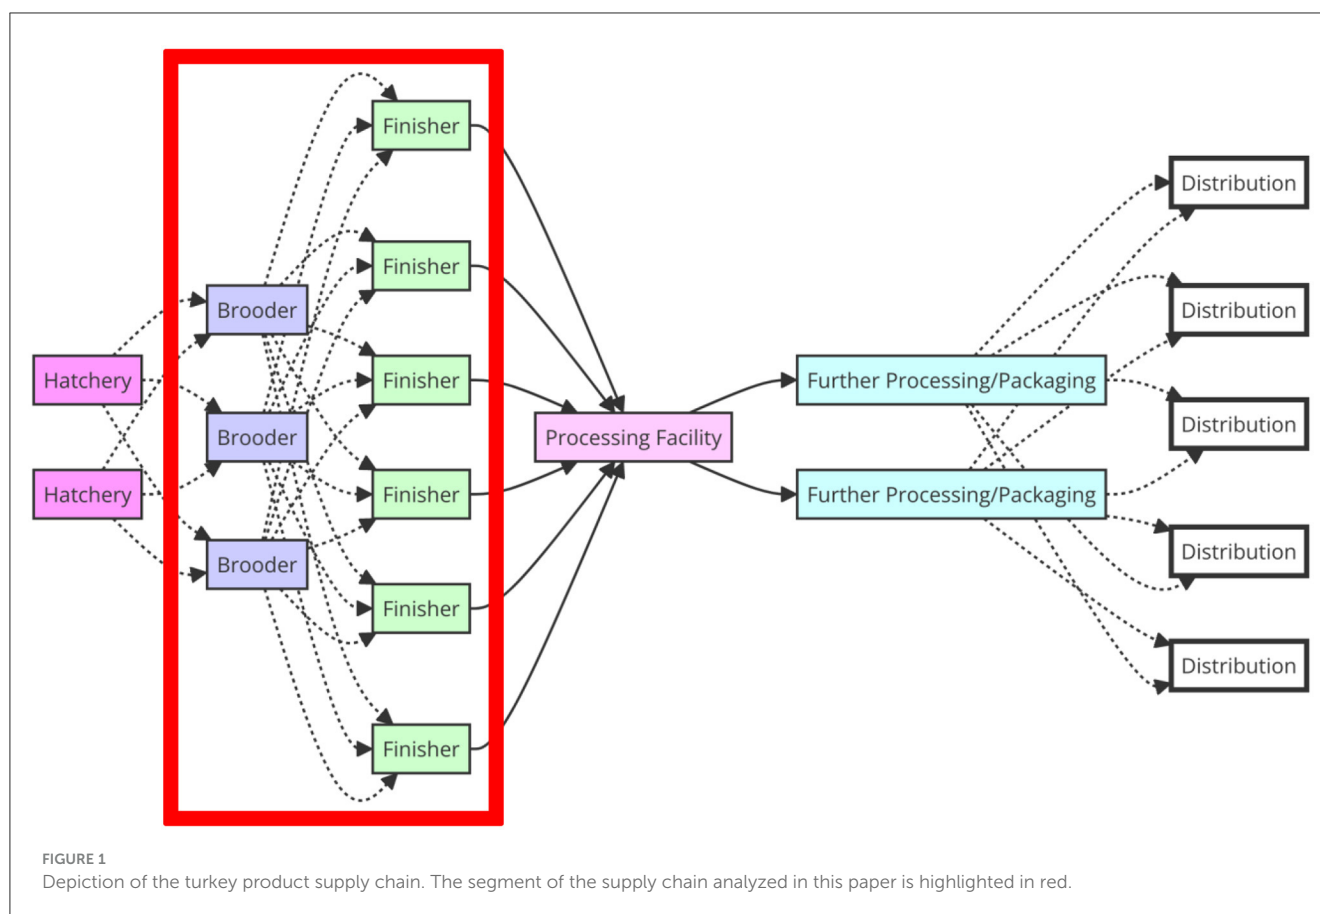 Finisher
Finisher
Finisher
Finisher
Finisher
Finisher
Brooder
Brooder
Brooder
Hatchery
Hatchery
Processing Facility
Further Processing/Packaging
Further Processing/Packaging
Distribution
Distribution
Distribution
Distribution
Distribution
FIGURE 1
Depiction of the turkey product supply chain. The segment of the supply chain analyzed in this paper is highlighted in red.